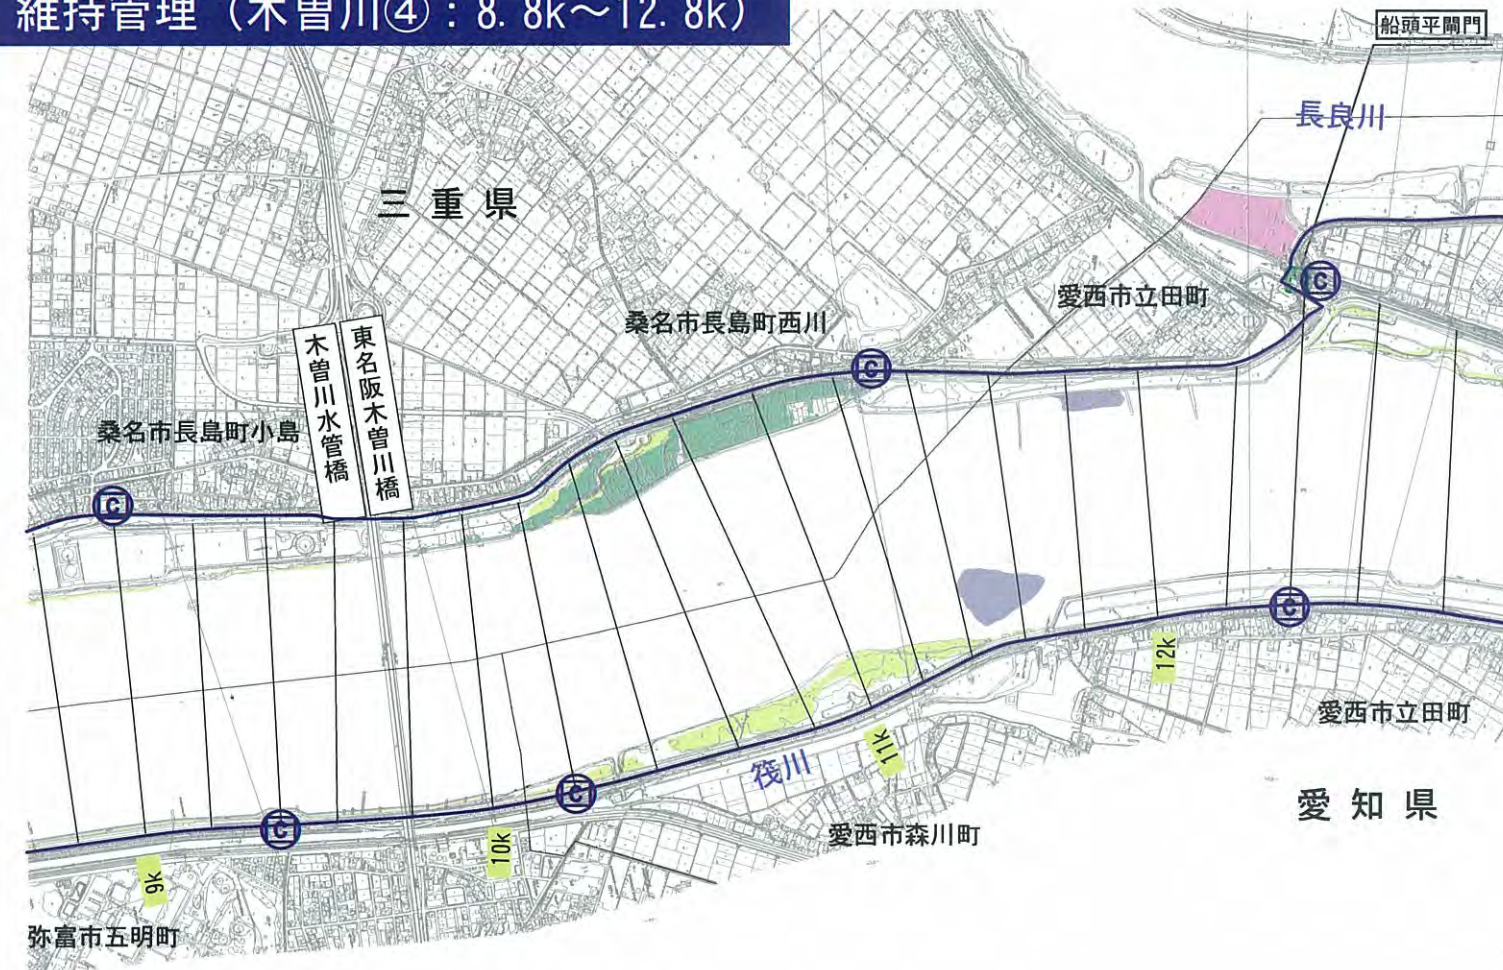 維持管理（木曽川④：8.8k～12.8k）
船頭平閘門
長良川
三重県
愛西市立田町
桑名市長島町西川
木曽川水管橋
東名阪木曽川橋
桑名市長島町小島
C
C
C
C
C
C
12k
愛西市立田町
11k
筏川
愛知県
愛西市森川町
10k
9k
弥富市五明町